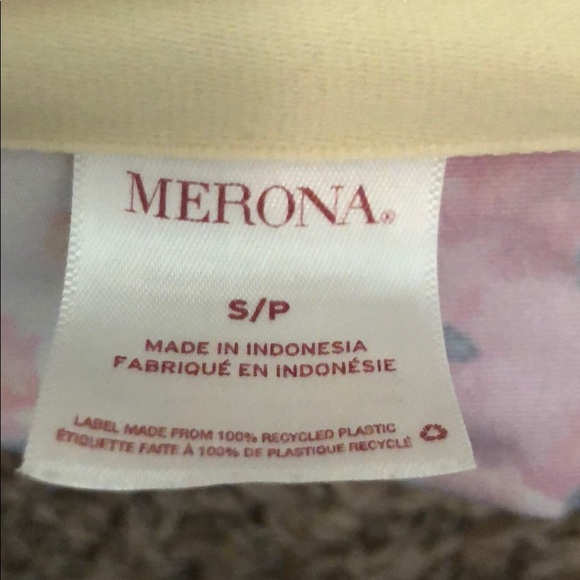 MERONA®
S/P
MADE IN INDONESIA
FABRIQUÉ EN INDONÉSIE
LABEL MADE FROM 100% RECYCLED PLASTIC
ÉTIQUETTE FAITE À 100% DE PLASTIQUE RECYCLÉ